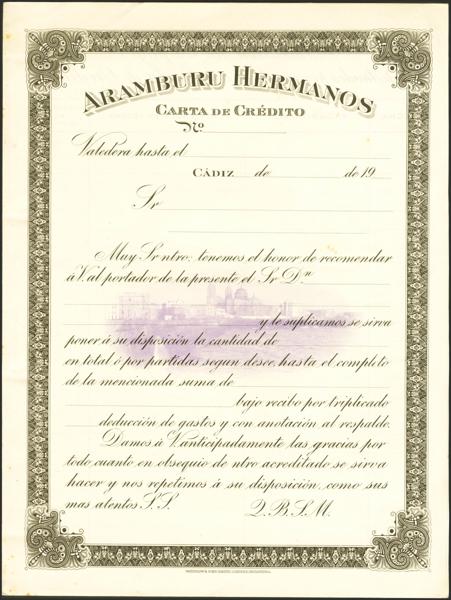 ARAMBURU HERMANOS
CARTA DE CRÉDITO
No
Valedera hasta el
CÁDIZ de de 19
Sr
Muy Sr ntro: tenemos el honor de recomendar
á V. al portador de la presente el Sr Dn
y le suplicamos se sirva
poner á su disposición la cantidad de
en total ó por partidas segun desee, hasta el completo
de la mencionada suma de
bajo recibo por triplicado
deducción de gastos y con anotación al respaldo.
Damos á V. anticipadamente las gracias por
todo cuanto en obsequio de ntro acreditado se sirva
hacer y nos repetimos á su disposición, como sus
mas atentos S.S. Q.B.S.M.